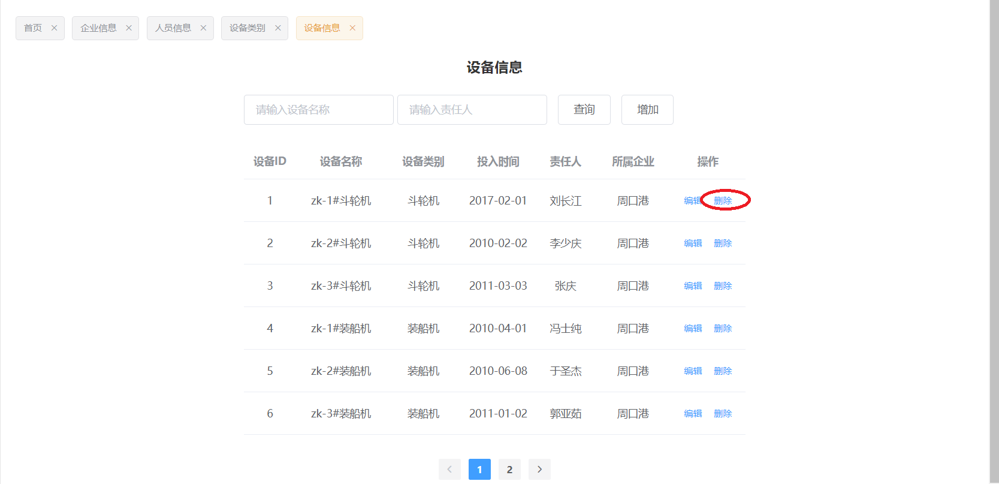 首页 企业信息 人员信息 设备类别 设备信息
设备信息
请输入设备名称 请输入责任人 查询 增加
设备ID 设备名称 设备类别 投入时间 责任人 所属企业 操作
1 zk-1#斗轮机 斗轮机 2017-02-01 刘长江 周口港 编辑 删除
2 zk-2#斗轮机 斗轮机 2010-02-02 李少庆 周口港 编辑 删除
3 zk-3#斗轮机 斗轮机 2011-03-03 张庆 周口港 编辑 删除
4 zk-1#装船机 装船机 2010-04-01 冯士纯 周口港 编辑 删除
5 zk-2#装船机 装船机 2010-06-08 于圣杰 周口港 编辑 删除
6 zk-3#装船机 装船机 2011-01-02 郭亚茹 周口港 编辑 删除
1 2